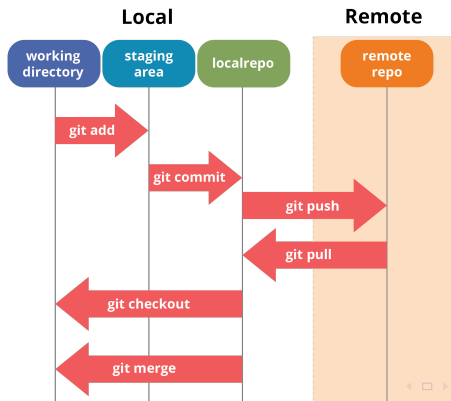 Local
Remote
working
directory
staging
area
localrepo
remote
repo
git add
git commit
git push
git pull
git checkout
git merge